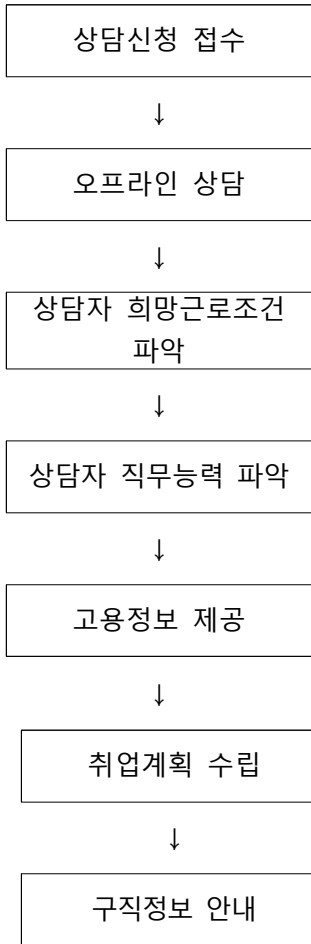 상담신청 접수
↓
오프라인 상담
↓
상담자 희망근로조건
파악
↓
상담자 직무능력 파악
↓
고용정보 제공
↓
취업계획 수립
↓
구직정보 안내